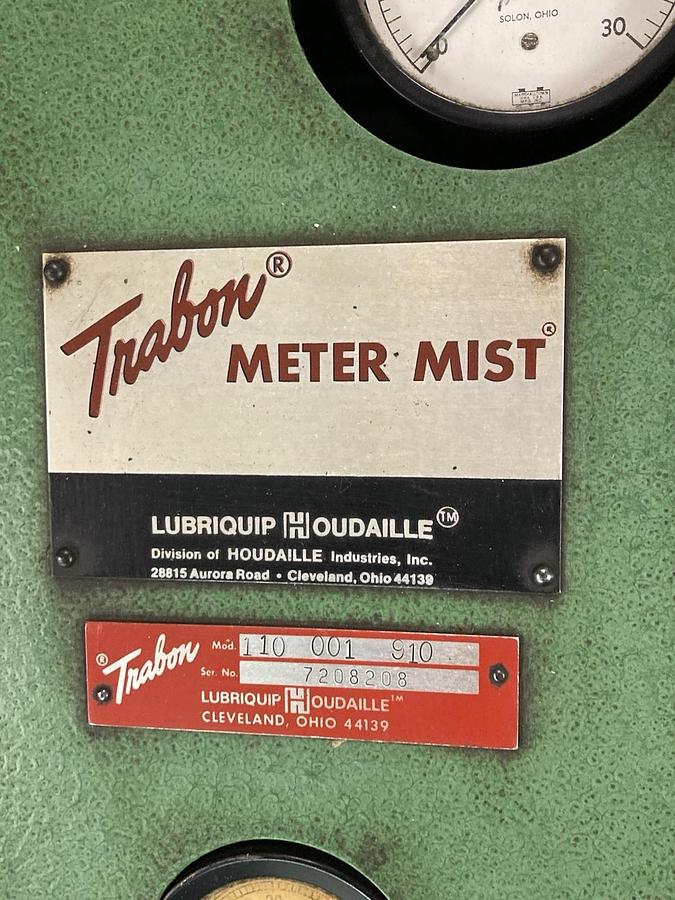 SOLON, OHIO
30
Trabon®
METER MIST®
LUBRIQUIP HOUDAILLE™
Division of HOUDAILLE Industries, Inc.
28815 Aurora Road • Cleveland, Ohio 44139
® Trabon
Mod. 110 001 910
Ser. No. 7208208
LUBRIQUIP HOUDAILLE™
CLEVELAND, OHIO 44139